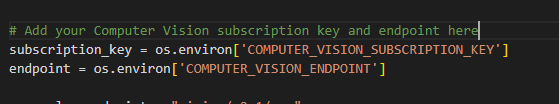 # Add your Computer Vision subscription key and endpoint here
subscription_key = os.environ['COMPUTER_VISION_SUBSCRIPTION_KEY']
endpoint = os.environ['COMPUTER_VISION_ENDPOINT']